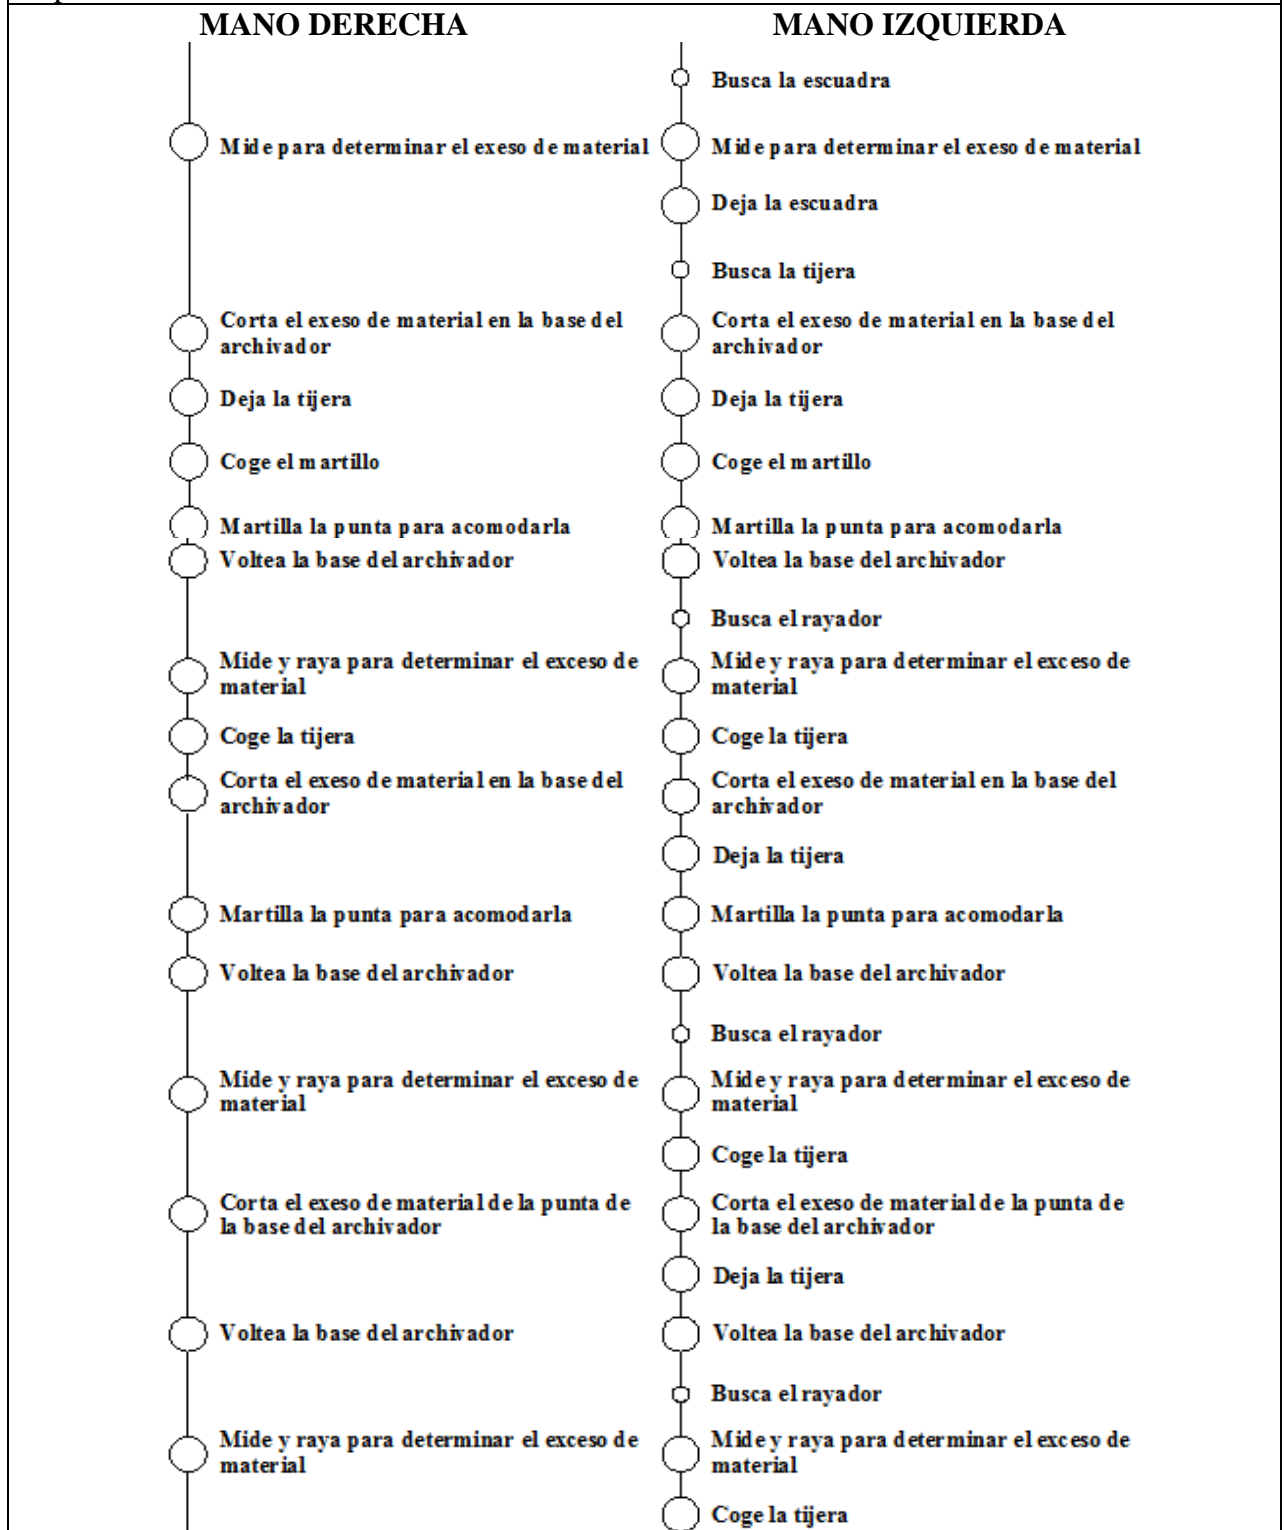 MANO DERECHA MANO IZQUIERDA
Busca la escuadra
Mide para determinar el exeso de material Mide para determinar el exeso de material
Deja la escuadra
Busca la tijera
Corta el exeso de material en la base del Corta el exeso de material en la base del
archivador archivador
Deja la tijera Deja la tijera
Coge el martillo Coge el martillo
Martilla la punta para acomodarla Martilla la punta para acomodarla
Voltea la base del archivador Voltea la base del archivador
Busca el rayador
Mide y raya para determinar el exceso de Mide y raya para determinar el exceso de
material material
Coge la tijera Coge la tijera
Corta el exeso de material en la base del Corta el exeso de material en la base del
archivador archivador
Deja la tijera
Martilla la punta para acomodarla Martilla la punta para acomodarla
Voltea la base del archivador Voltea la base del archivador
Busca el rayador
Mide y raya para determinar el exceso de Mide y raya para determinar el exceso de
material material
Coge la tijera
Corta el exeso de material de la punta de Corta el exeso de material de la punta de
la base del archivador la base del archivador
Deja la tijera
Voltea la base del archivador Voltea la base del archivador
Busca el rayador
Mide y raya para determinar el exceso de Mide y raya para determinar el exceso de
material material
Coge la tijera